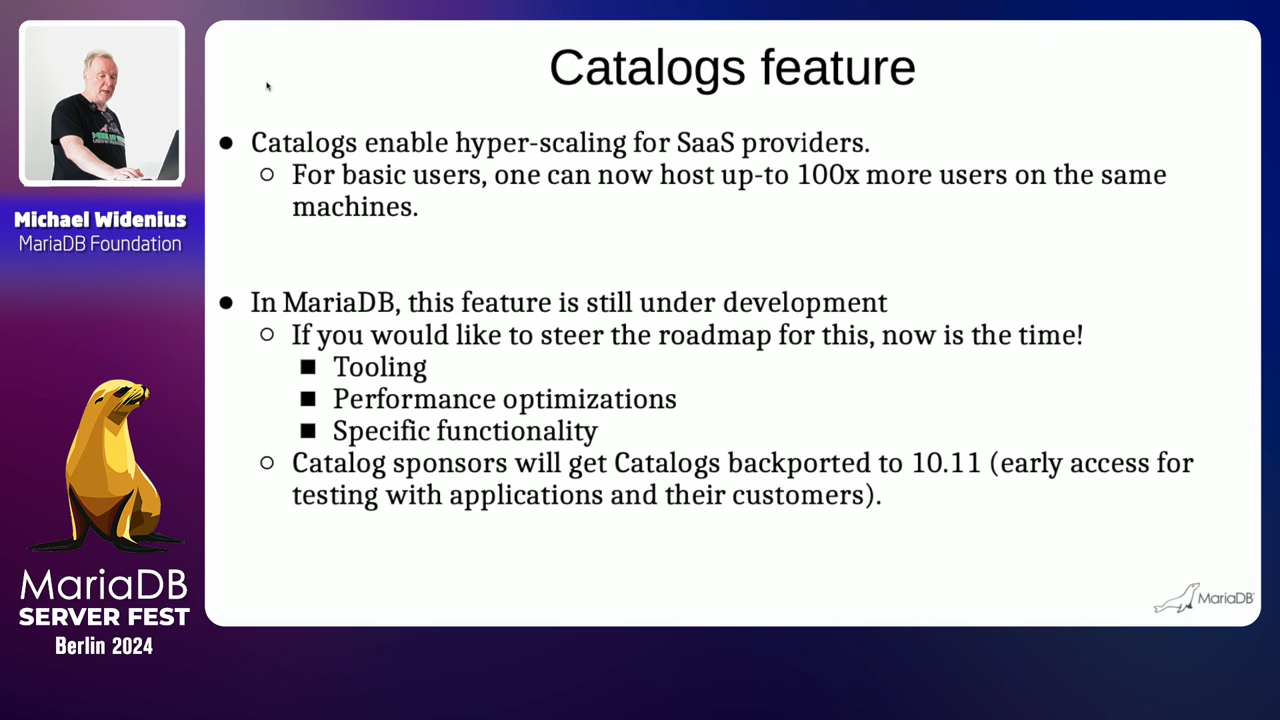 Catalogs feature
● Catalogs enable hyper-scaling for SaaS providers.
○ For basic users, one can now host up-to 100x more users on the same
machines.
● In MariaDB, this feature is still under development
○ If you would like to steer the roadmap for this, now is the time!
■ Tooling
■ Performance optimizations
■ Specific functionality
○ Catalog sponsors will get Catalogs backported to 10.11 (early access for
testing with applications and their customers).
MariaDB
Michael Widenius
MariaDB Foundation
MariaDB
SERVER FEST
Berlin 2024